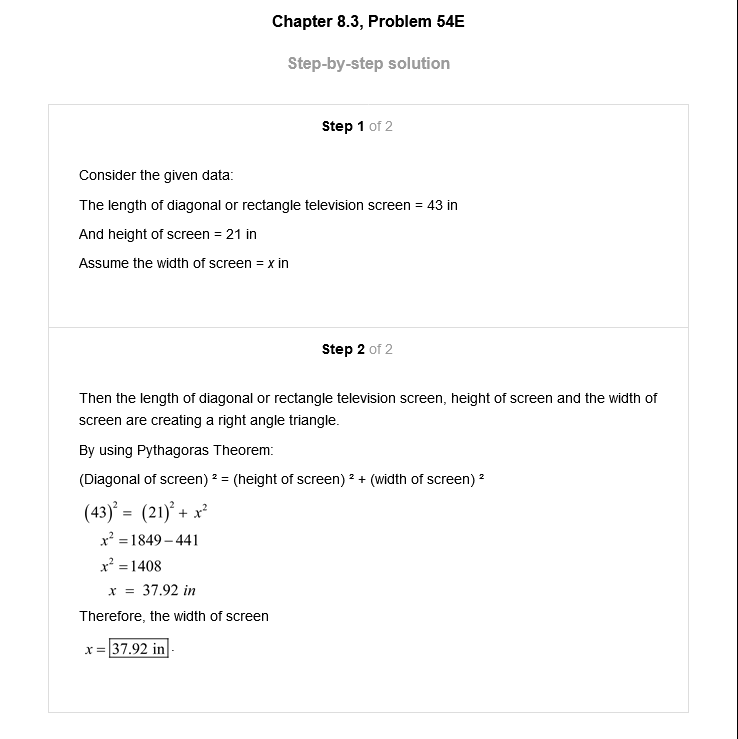 Chapter 8.3, Problem 54E
Step-by-step solution
Step 1 of 2
Consider the given data:
The length of diagonal or rectangle television screen = 43 in
And height of screen = 21 in
Assume the width of screen = x in
Step 2 of 2
Then the length of diagonal or rectangle television screen, height of screen and the width of
screen are creating a right angle triangle.
By using Pythagoras Theorem:
(Diagonal of screen) ² = (height of screen) ² + (width of screen) ²
(43)² = (21)² + x²
x² = 1849 – 441
x² = 1408
x = 37.92 in
Therefore, the width of screen
x = 37.92 in.